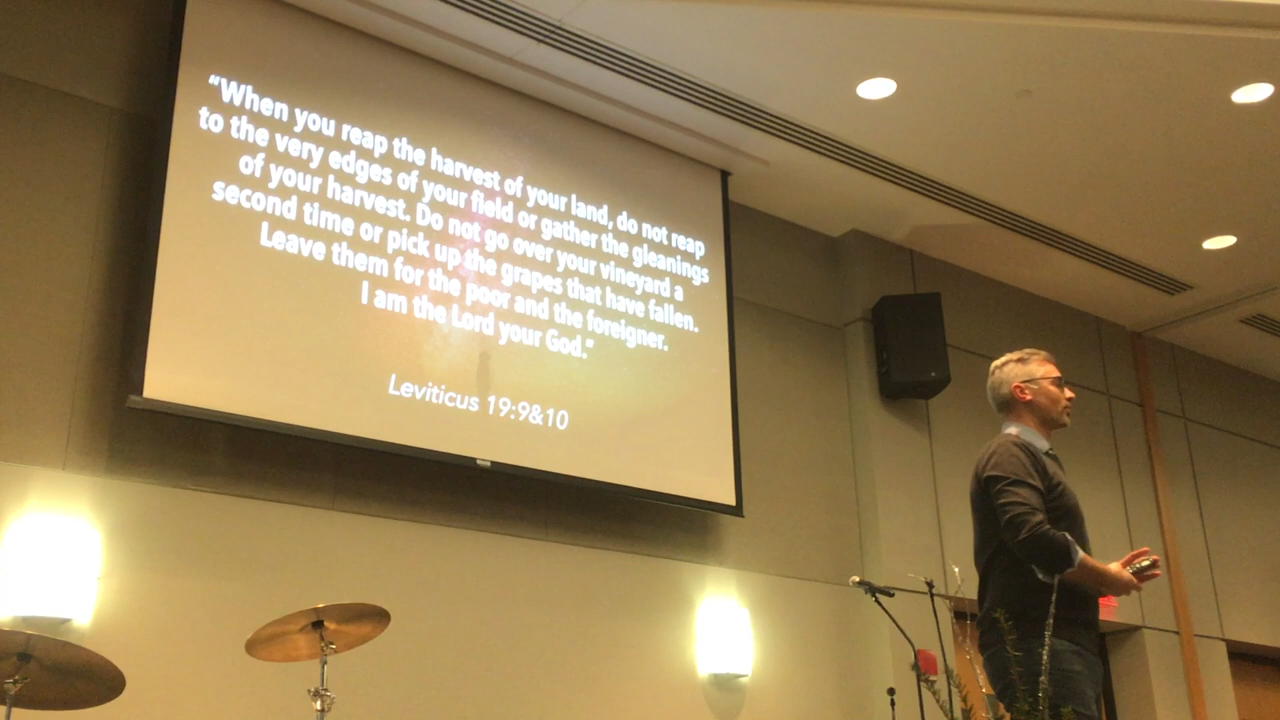 “When you reap the harvest of your land, do not reap
to the very edges of your field or gather the gleanings
of your harvest. Do not go over your vineyard a
second time or pick up the grapes that have fallen.
Leave them for the poor and the foreigner.
I am the Lord your God.”
Leviticus 19:9&10